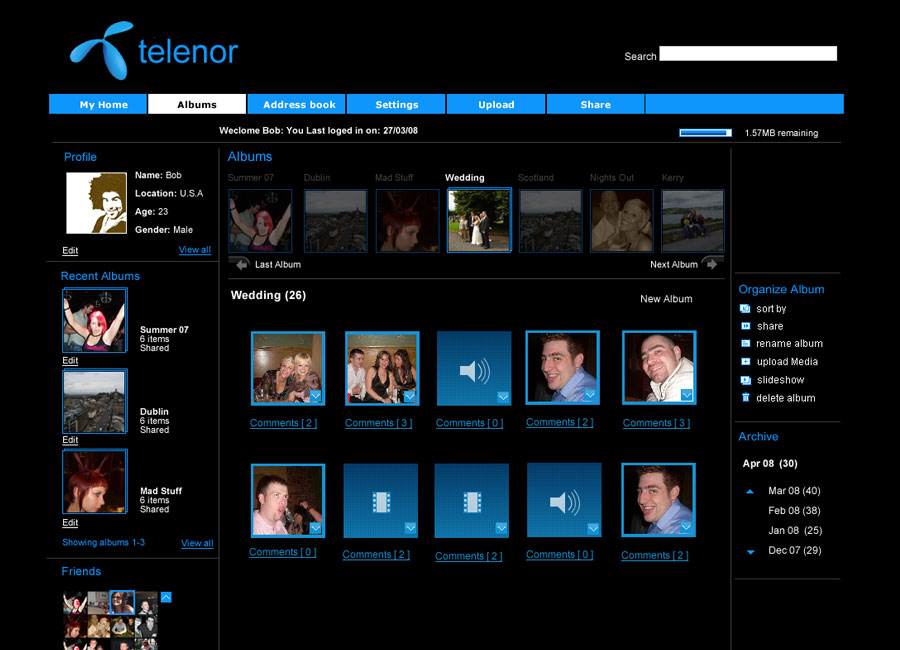 telenor
Search
My Home Albums Address book Settings Upload Share
Weclome Bob: You Last loged in on: 27/03/08
1.57MB remaining
Profile
Name: Bob
Location: U.S.A
Age: 23
Gender: Male
Edit View all
Recent Albums
Summer 07
6 items
Shared
Edit
Dublin
6 items
Shared
Edit
Mad Stuff
6 items
Shared
Edit
Showing albums 1-3 View all
Friends
Albums
Summer 07 Dublin Mad Stuff Wedding Scotland Nights Out Kerry
Last Album Next Album
Wedding (26)
New Album
Comments [ 2 ] Comments [ 3 ] Comments [ 0 ] Comments [ 2 ] Comments [ 3 ]
Comments [ 0 ] Comments [ 2 ] Comments [ 2 ] Comments [ 0 ] Comments [ 2 ]
Organize Album
sort by
share
rename album
upload Media
slideshow
delete album
Archive
Apr 08 (30)
Mar 08 (40)
Feb 08 (38)
Jan 08 (25)
Dec 07 (29)